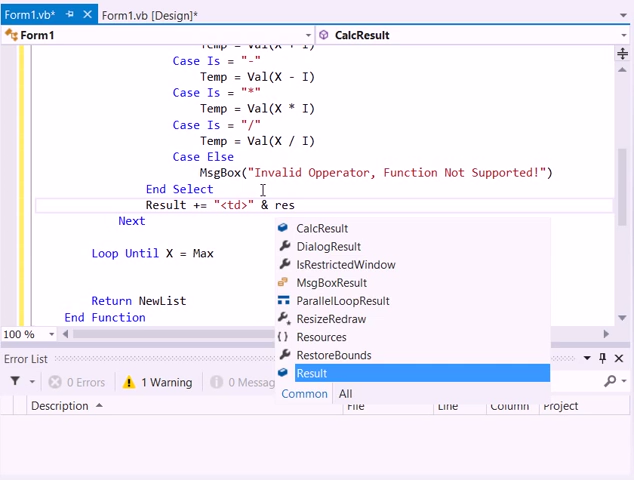 Form1.vb* Form1.vb [Design]*
Form1 CalcResult
Temp = Val(X + I)
Case Is = "-"
Temp = Val(X - I)
Case Is = "*"
Temp = Val(X * I)
Case Is = "/"
Temp = Val(X / I)
Case Else
MsgBox("Invalid Opperator, Function Not Supported!")
End Select
Result += "<td>" & res
Next
CalcResult
DialogResult
Loop Until X = Max
IsRestrictedWindow
MsgBoxResult
ParallelLoopResult
Return NewList
ResizeRedraw
End Function
Resources
100 %
RestoreBounds
Error List
Result
0 Errors 1 Warning 0 Messag
Common All
Description File Line Column Project